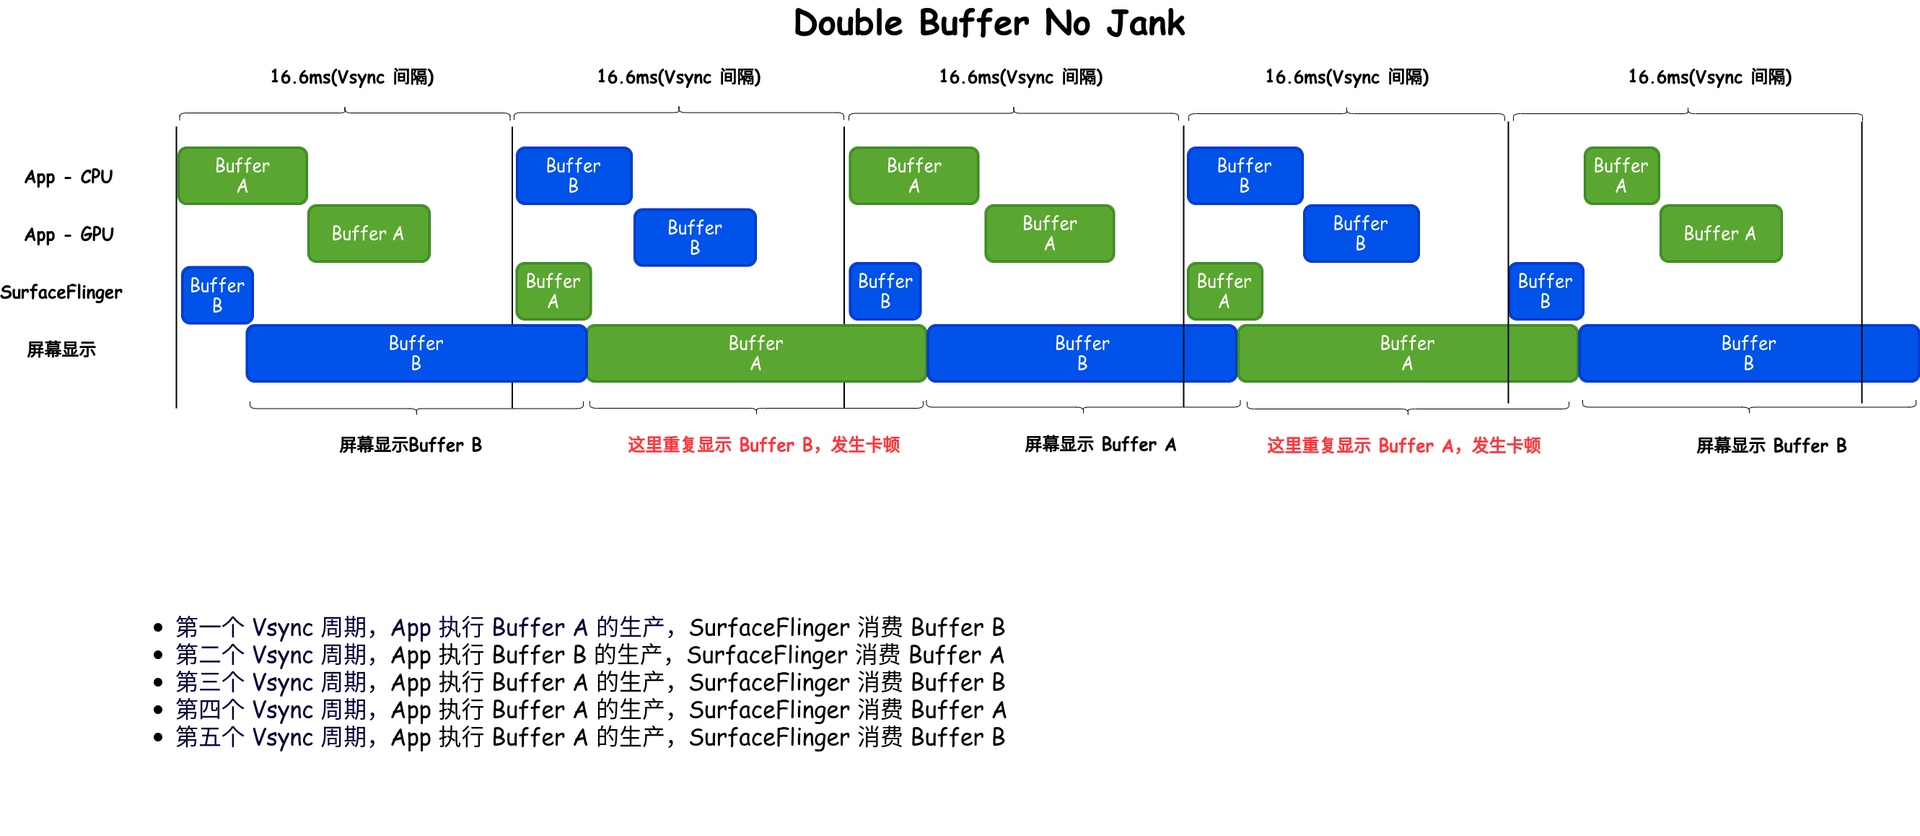 Double Buffer No Jank
16.6ms(Vsync 间隔)
16.6ms(Vsync 间隔)
16.6ms(Vsync 间隔)
16.6ms(Vsync 间隔)
16.6ms(Vsync 间隔)
App - CPU
Buffer
A
Buffer
B
Buffer
A
Buffer
B
Buffer
A
App - GPU
Buffer A
Buffer
B
Buffer
A
Buffer
B
Buffer A
SurfaceFlinger
Buffer
B
Buffer
A
Buffer
B
Buffer
A
Buffer
B
屏幕显示
Buffer
B
Buffer
A
Buffer
B
Buffer
A
Buffer
B
屏幕显示Buffer B
这里重复显示 Buffer B，发生卡顿
屏幕显示 Buffer A
这里重复显示 Buffer A，发生卡顿
屏幕显示 Buffer B
• 第一个 Vsync 周期，App 执行 Buffer A 的生产，SurfaceFlinger 消费 Buffer B
• 第二个 Vsync 周期，App 执行 Buffer B 的生产，SurfaceFlinger 消费 Buffer A
• 第三个 Vsync 周期，App 执行 Buffer A 的生产，SurfaceFlinger 消费 Buffer B
• 第四个 Vsync 周期，App 执行 Buffer A 的生产，SurfaceFlinger 消费 Buffer A
• 第五个 Vsync 周期，App 执行 Buffer A 的生产，SurfaceFlinger 消费 Buffer B